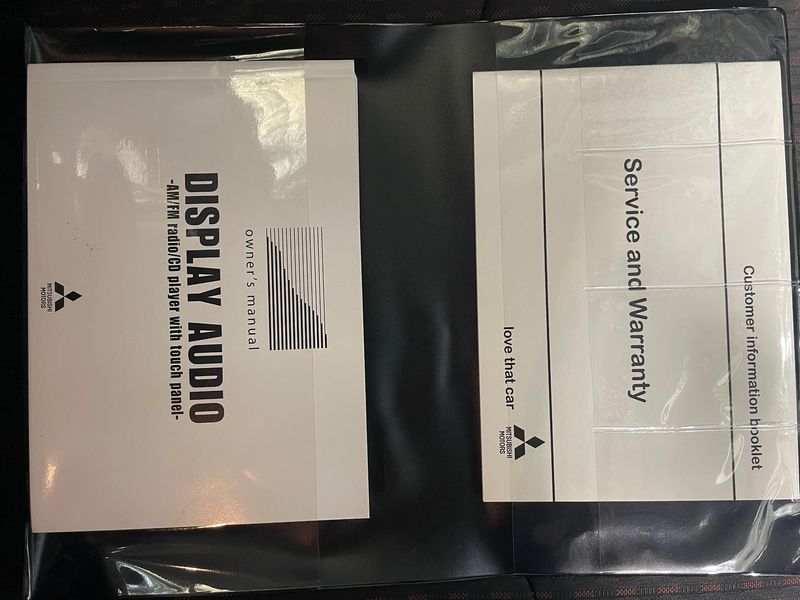 owner's manual
DISPLAY AUDIO
-AM/FM radio/CD player with touch panel-
MITSUBISHI
MOTORS
Customer information booklet
Service and Warranty
love that car
MITSUBISHI
MOTORS